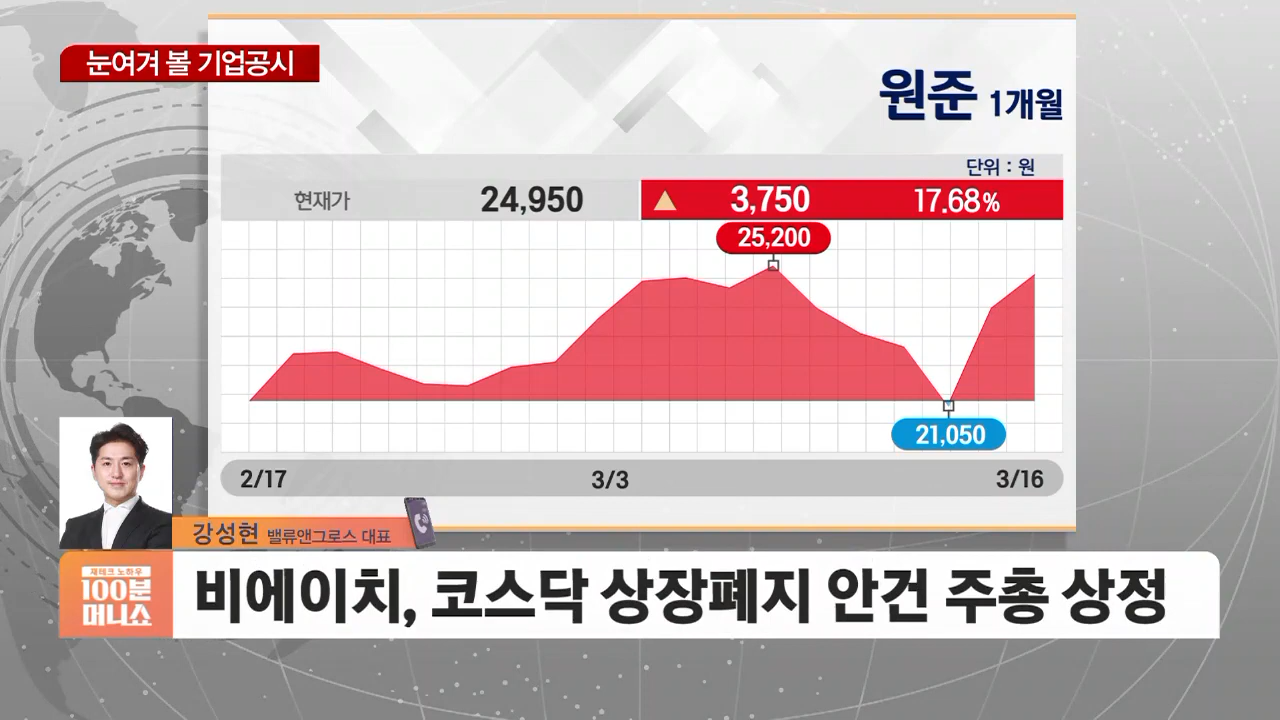 눈여겨 볼 기업공시
원준 1개월
단위 : 원
현재가 24,950 ▲ 3,750 17.68%
25,200
21,050
2/17 3/3 3/16
강성현 밸류앤그로스 대표
재테크 노하우
100분
머니쇼
비에이치, 코스닥 상장폐지 안건 주총 상정